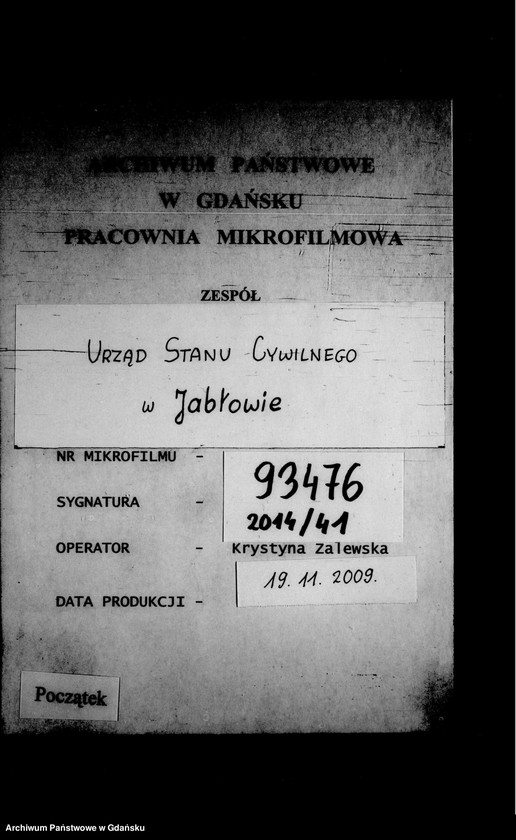 ARCHIWUM PAŃSTWOWE
W GDAŃSKU
PRACOWNIA MIKROFILMOWA
ZESPÓŁ
URZĄD STANU CYWILNEGO
w Jabłowie
NR MIKROFILMU - 93476
SYGNATURA - 2014/41
OPERATOR - Krystyna Zalewska
DATA PRODUKCJI - 19.11.2009.
Początek
Archiwum Państwowe w Gdańsku